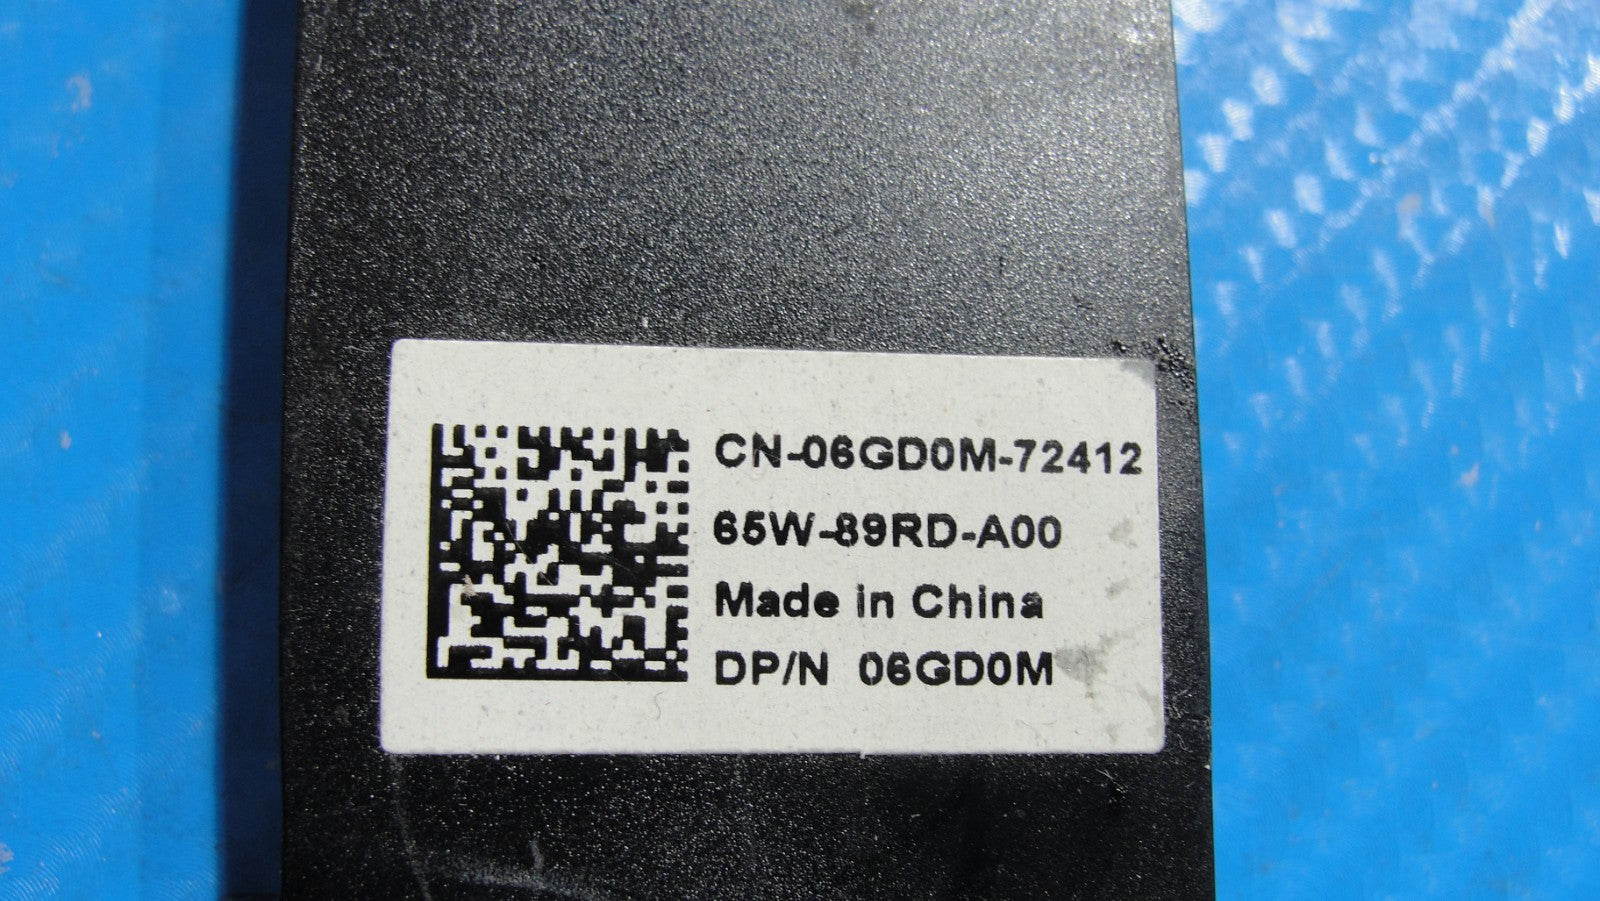 CN-06GD0M-72412
65W-89RD-A00
Made in China
DP/N 06GD0M